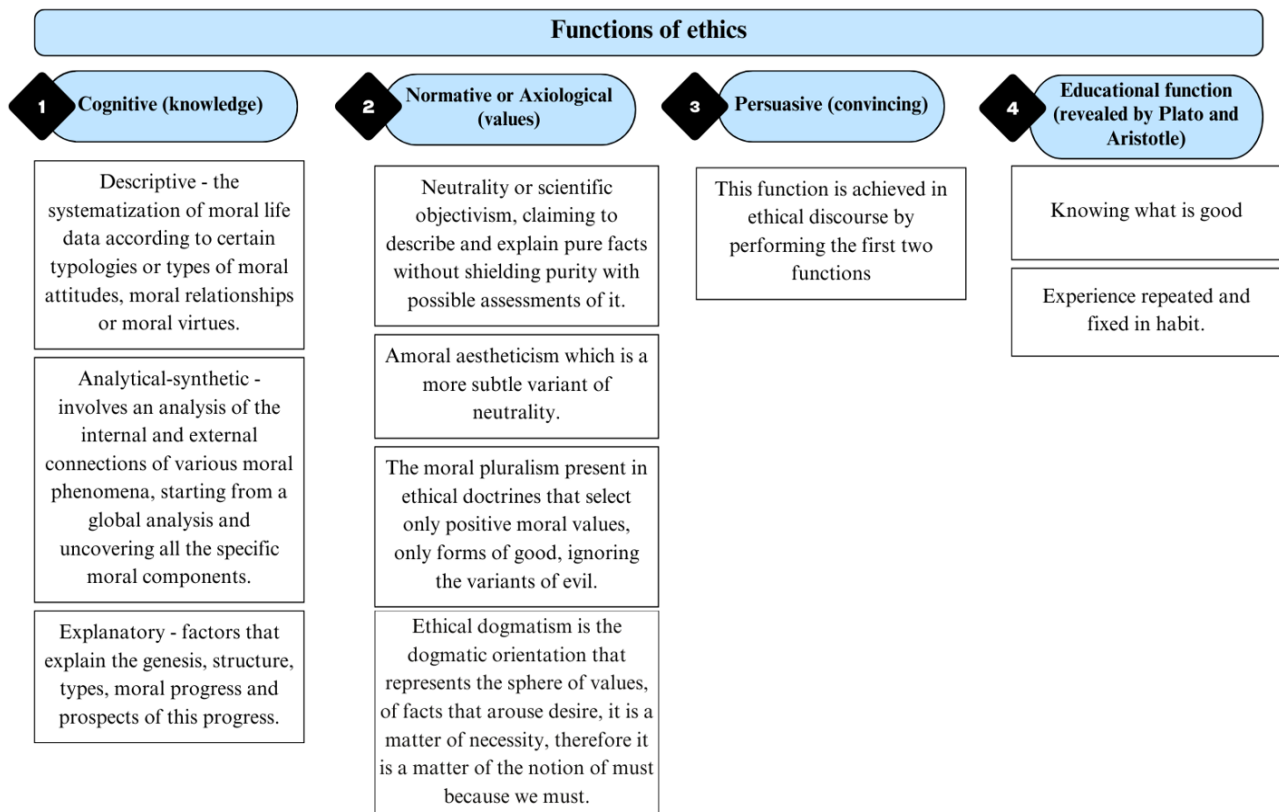 Functions of ethics
1
Cognitive (knowledge)
Descriptive - the
systematization of moral life
data according to certain
typologies or types of moral
attitudes, moral relationships
or moral virtues.
Analytical-synthetic -
involves an analysis of the
internal and external
connections of various moral
phenomena, starting from a
global analysis and
uncovering all the specific
moral components.
Explanatory - factors that
explain the genesis, structure,
types, moral progress and
prospects of this progress.
2
Normative or Axiological
(values)
Neutrality or scientific
objectivism, claiming to
describe and explain pure facts
without shielding purity with
possible assessments of it.
Amoral aestheticism which is a
more subtle variant of
neutrality.
The moral pluralism present in
ethical doctrines that select
only positive moral values,
only forms of good, ignoring
the variants of evil.
Ethical dogmatism is the
dogmatic orientation that
represents the sphere of values,
of facts that arouse desire, it is a
matter of necessity, therefore it
is a matter of the notion of must
because we must.
3
Persuasive (convincing)
This function is achieved in
ethical discourse by
performing the first two
functions
4
Educational function
(revealed by Plato and
Aristotle)
Knowing what is good
Experience repeated and
fixed in habit.